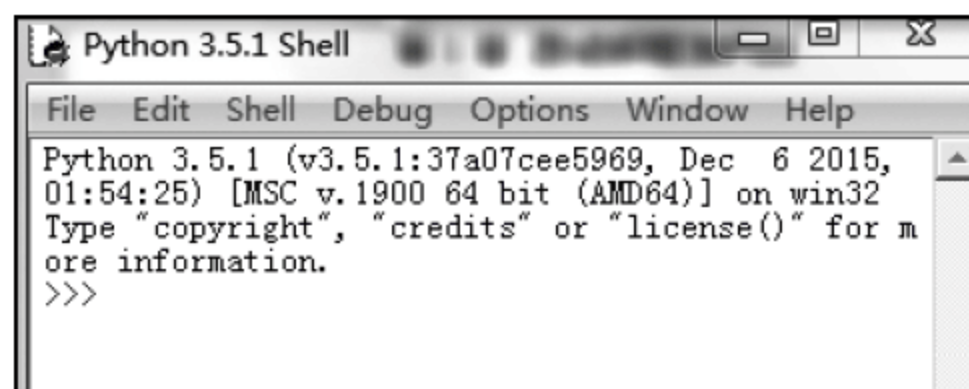 Python 3.5.1 Shell
File Edit Shell Debug Options Window Help
Python 3.5.1 (v3.5.1:37a07cee5969, Dec  6 2015,
01:54:25) [MSC v.1900 64 bit (AMD64)] on win32
Type "copyright", "credits" or "license()" for m
ore information.
>>>